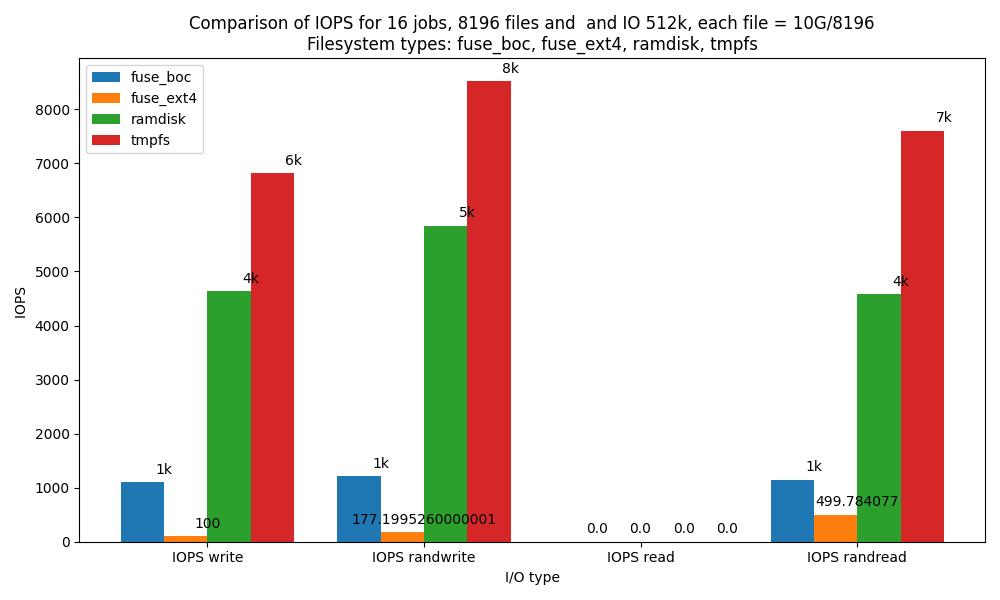 Comparison of IOPS for 16 jobs, 8196 files and  and IO 512k, each file = 10G/8196
Filesystem types: fuse_boc, fuse_ext4, ramdisk, tmpfs
fuse_boc
fuse_ext4
ramdisk
tmpfs
IOPS
8000
7000
6000
5000
4000
3000
2000
1000
0
1k
100
4k
6k
1k
177.1995260000001
5k
8k
0.0
0.0
0.0
0.0
1k
499.784077
4k
7k
IOPS write
IOPS randwrite
IOPS read
IOPS randread
I/O type